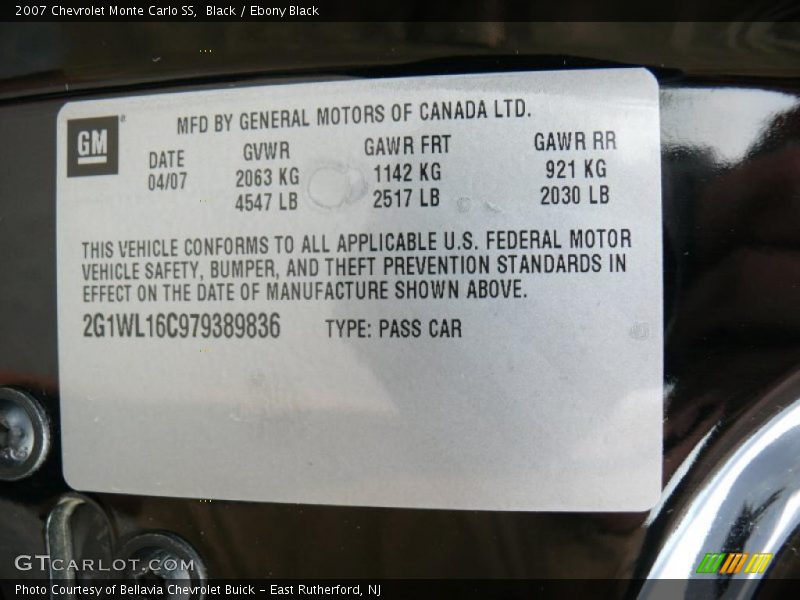 2007 Chevrolet Monte Carlo SS, Black / Ebony Black
GM
MFD BY GENERAL MOTORS OF CANADA LTD.
DATE GVWR GAWR FRT GAWR RR
04/07 2063 KG 1142 KG 921 KG
4547 LB 2517 LB 2030 LB
THIS VEHICLE CONFORMS TO ALL APPLICABLE U.S. FEDERAL MOTOR
VEHICLE SAFETY, BUMPER, AND THEFT PREVENTION STANDARDS IN
EFFECT ON THE DATE OF MANUFACTURE SHOWN ABOVE.
2G1WL16C979389836 TYPE: PASS CAR
GTCARLOT.COM
Photo Courtesy of Bellavia Chevrolet Buick - East Rutherford, NJ